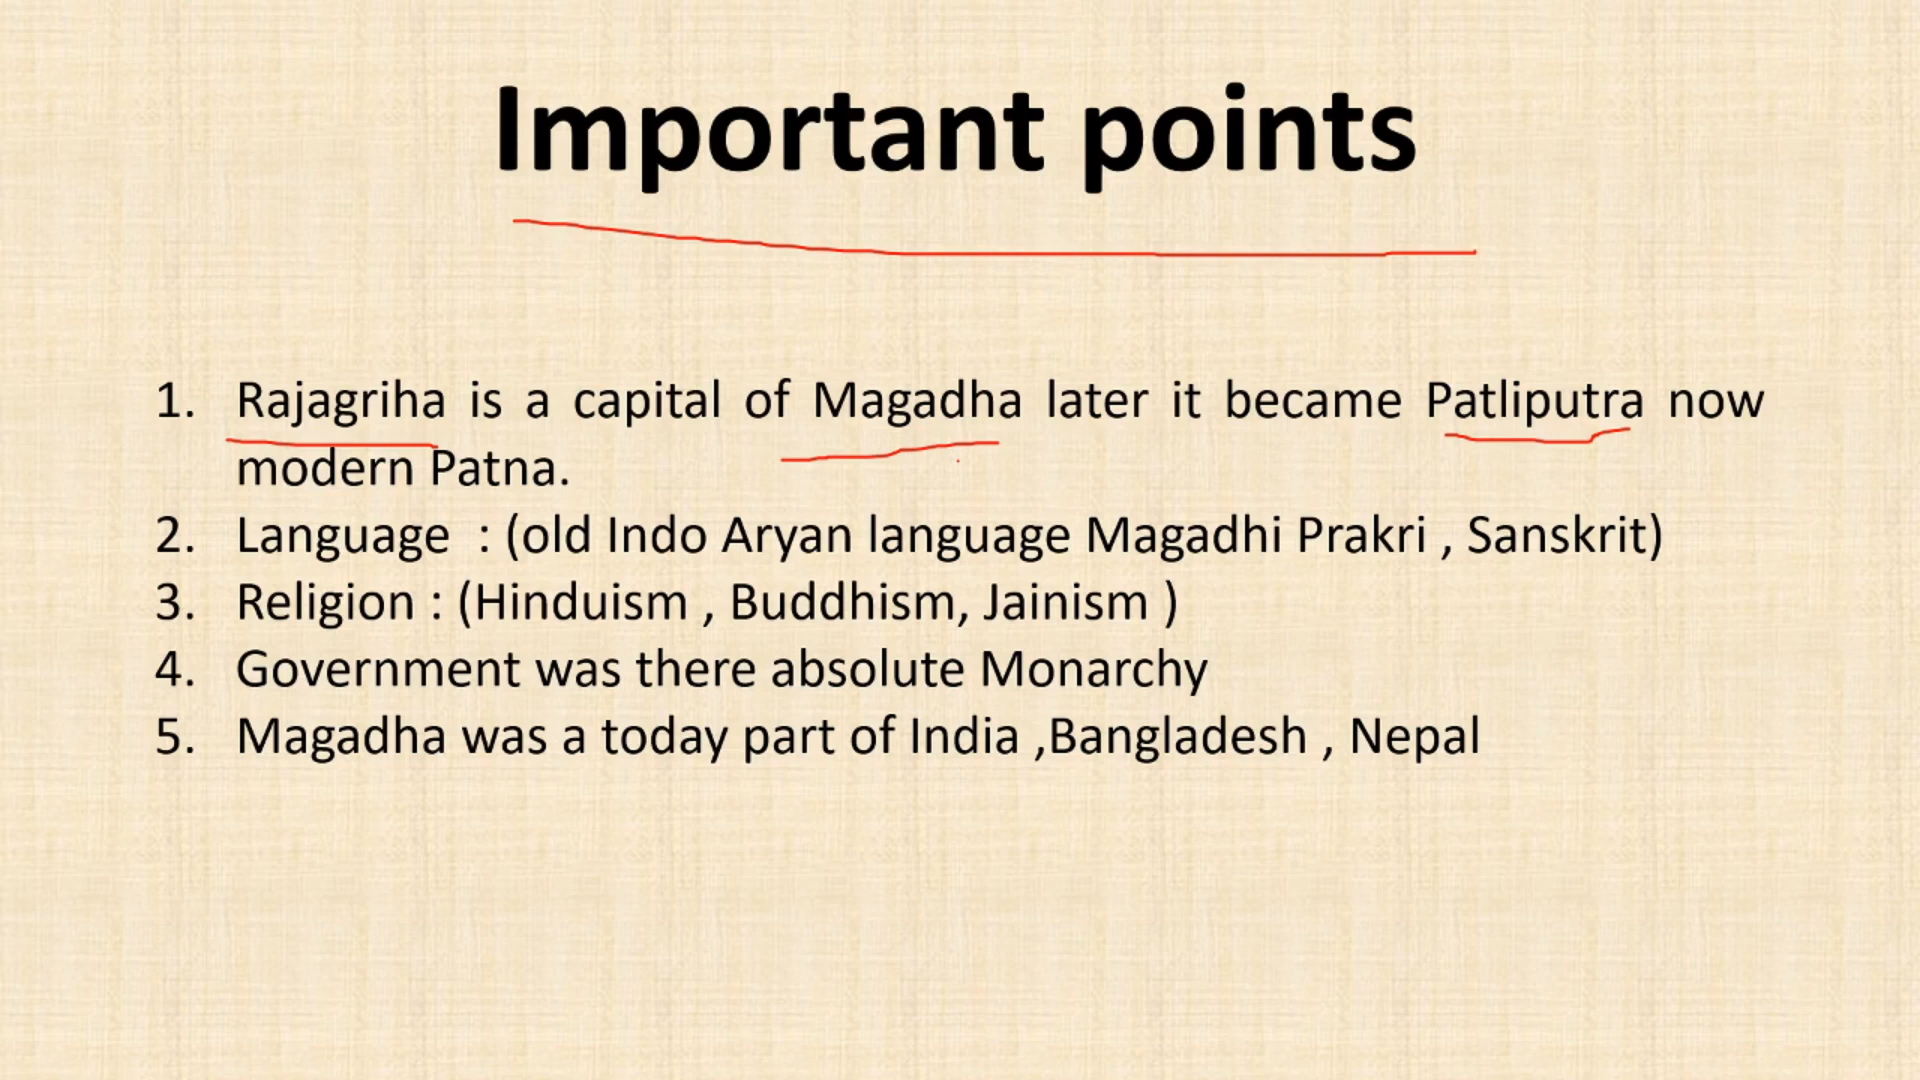 Important points
1. Rajagriha is a capital of Magadha later it became Patliputra now
modern Patna.
2. Language : (old Indo Aryan language Magadhi Prakri , Sanskrit)
3. Religion : (Hinduism , Buddhism, Jainism )
4. Government was there absolute Monarchy
5. Magadha was a today part of India ,Bangladesh , Nepal